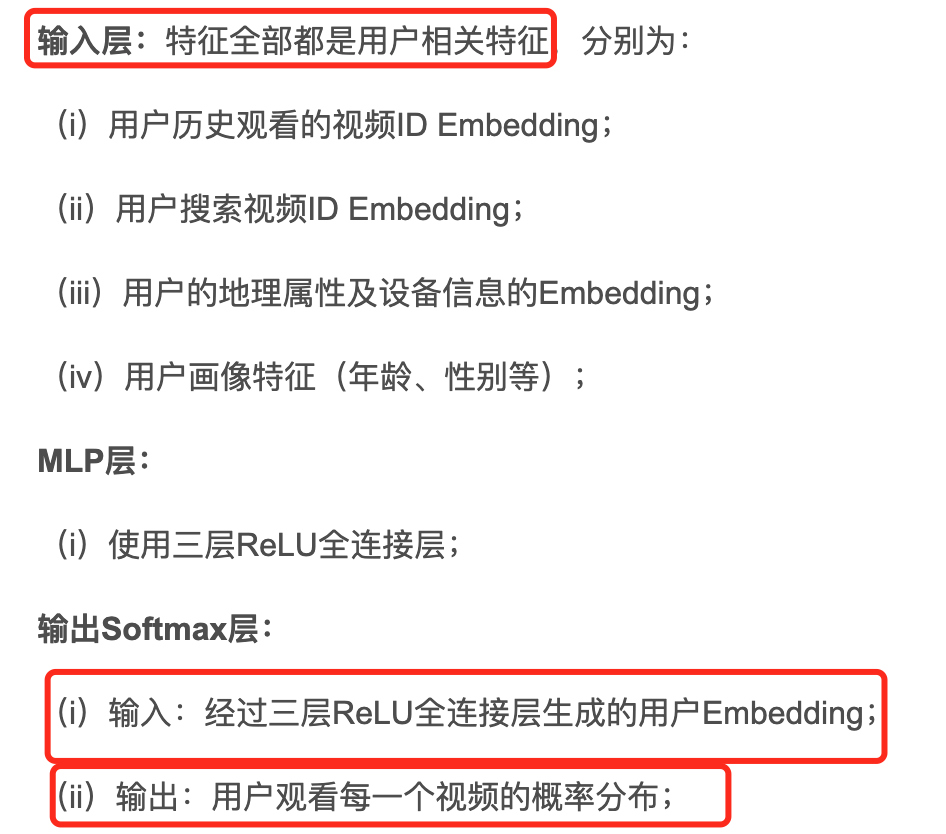 输入层：特征全部都是用户相关特征 分别为：
（i）用户历史观看的视频ID Embedding；
（ii）用户搜索视频ID Embedding；
（iii）用户的地理属性及设备信息的Embedding；
（iv）用户画像特征（年龄、性别等）；
MLP层：
（i）使用三层ReLU全连接层；
输出Softmax层：
（i）输入：经过三层ReLU全连接层生成的用户Embedding；
（ii）输出：用户观看每一个视频的概率分布；